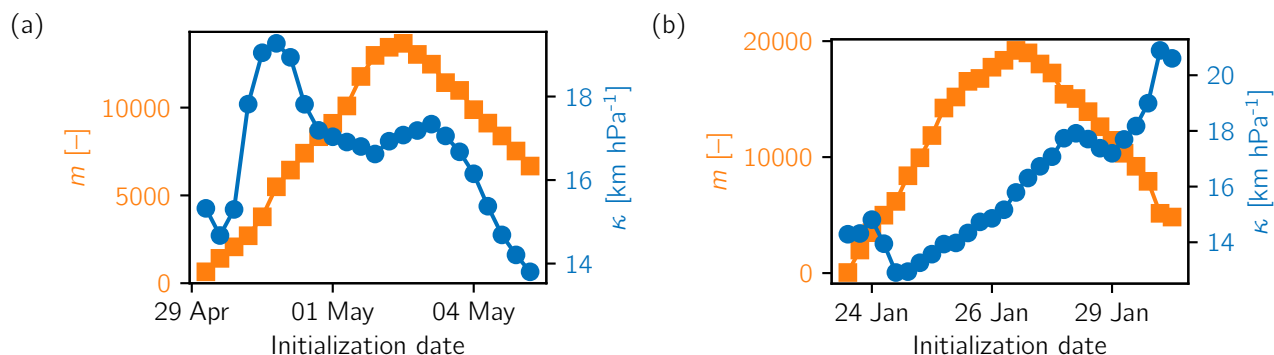 (a)
m [–]
10000
5000
0
18
16
14
κ [km hPa⁻¹]
29 Apr
01 May
04 May
Initialization date
(b)
m [–]
20000
10000
0
20
18
16
14
κ [km hPa⁻¹]
24 Jan
26 Jan
29 Jan
Initialization date